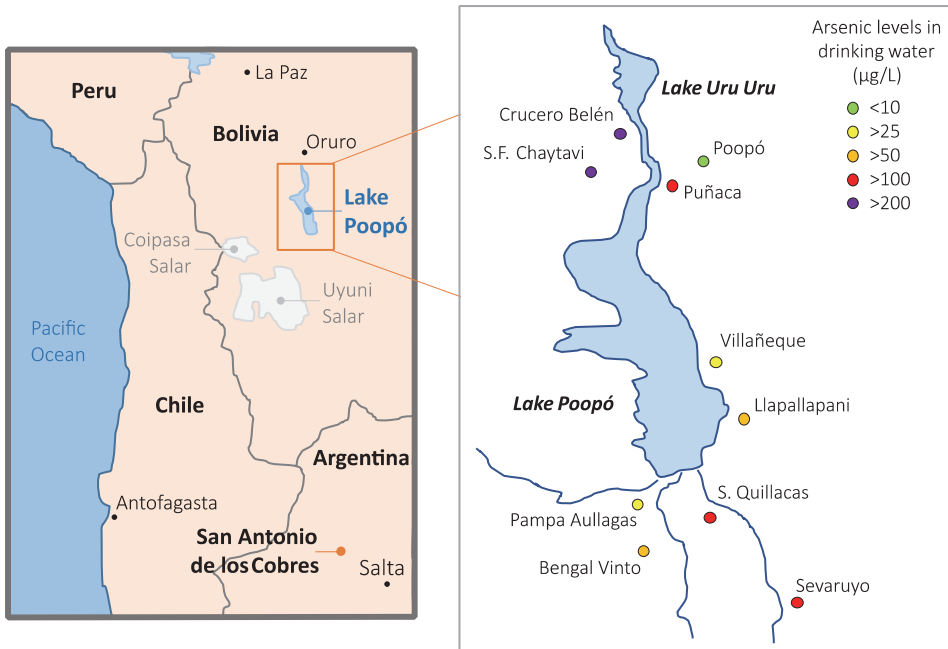 Peru
La Paz
Bolivia
Oruro
Lake
Poopó
Coipasa
Salar
Uyuni
Salar
Pacific
Ocean
Chile
Argentina
Antofagasta
San Antonio
de los Cobres
Salta
Arsenic levels in
drinking water
(µg/L)
<10
>25
>50
>100
>200
Lake Uru Uru
Crucero Belén
S.F. Chaytavi
Poopó
Puñaca
Villañeque
Lake Poopó
Llapallapani
S. Quillacas
Pampa Aullagas
Bengal Vinto
Sevaruyo